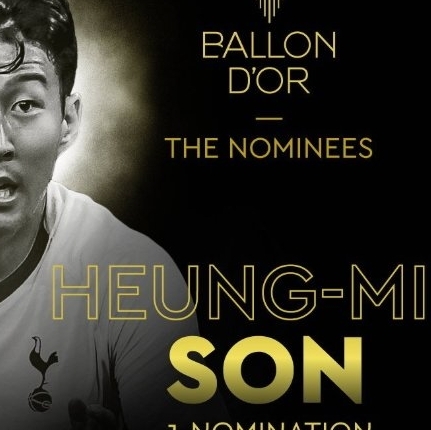 BALLON
D'OR
THE NOMINEES
HEUNG-MI
SON
1 NOMINATION